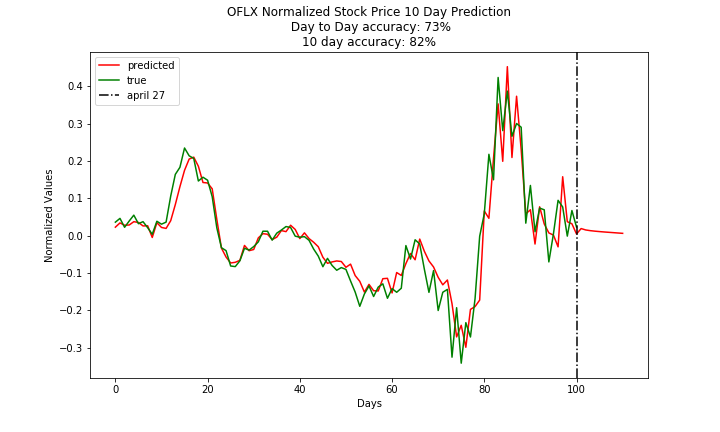 OFLX Normalized Stock Price 10 Day Prediction
Day to Day accuracy: 73%
10 day accuracy: 82%
predicted
true
april 27
Normalized Values
0.4
0.3
0.2
0.1
0.0
−0.1
−0.2
−0.3
0 20 40 60 80 100
Days